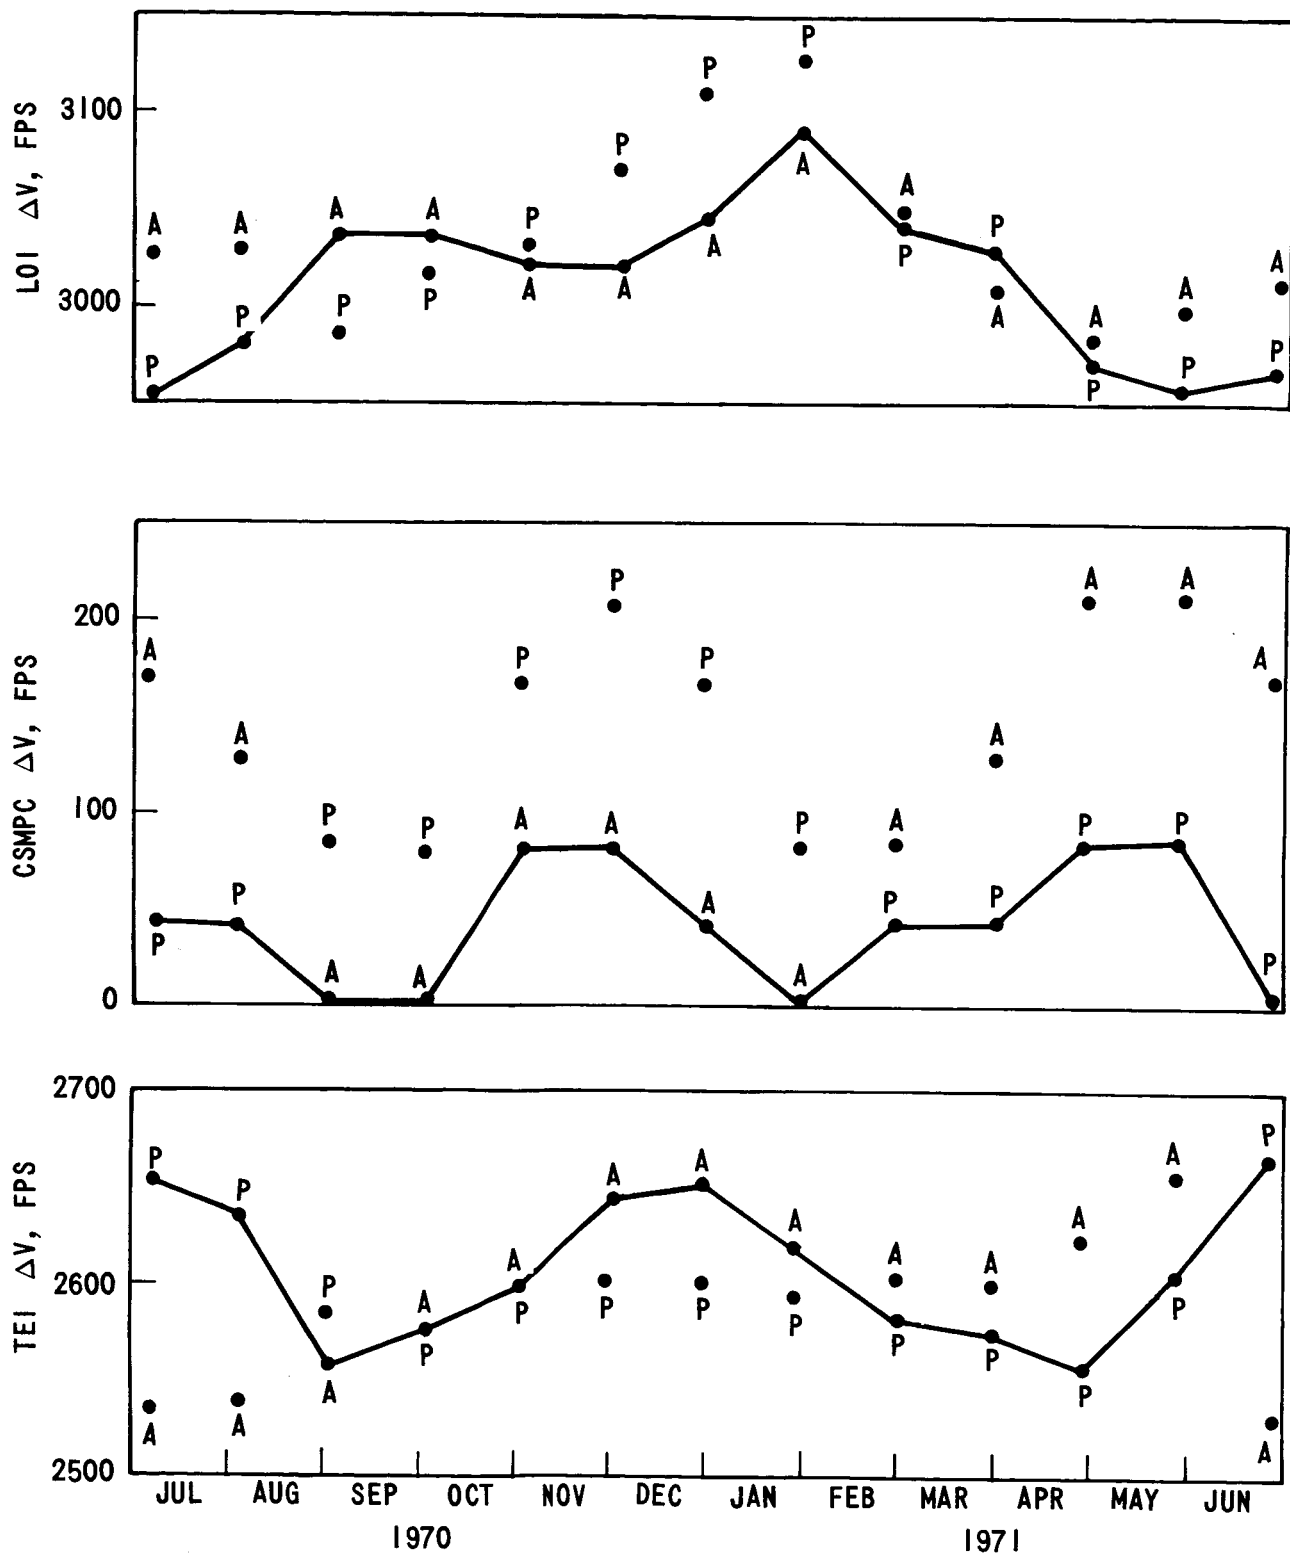 LOI ΔV, FPS
3100
3000
P
P
P
P
A
A
A
A
P
A
A
P
P
A
A
A
P
P
A
A
A
A
P
P
P
P
CSMPC ΔV, FPS
200
100
0
P
A
A
A
P
P
A
A
A
P
P
A
A
P
P
P
A
P
P
P
P
A
A
A
P
P
TEI ΔV, FPS
2700
2600
2500
P
P
A
A
A
P
P
A
A
A
A
P
A
A
P
P
P
P
P
P
P
P
A
P
A
A
A
JUL AUG SEP OCT NOV DEC JAN FEB MAR APR MAY JUN
1970 1971